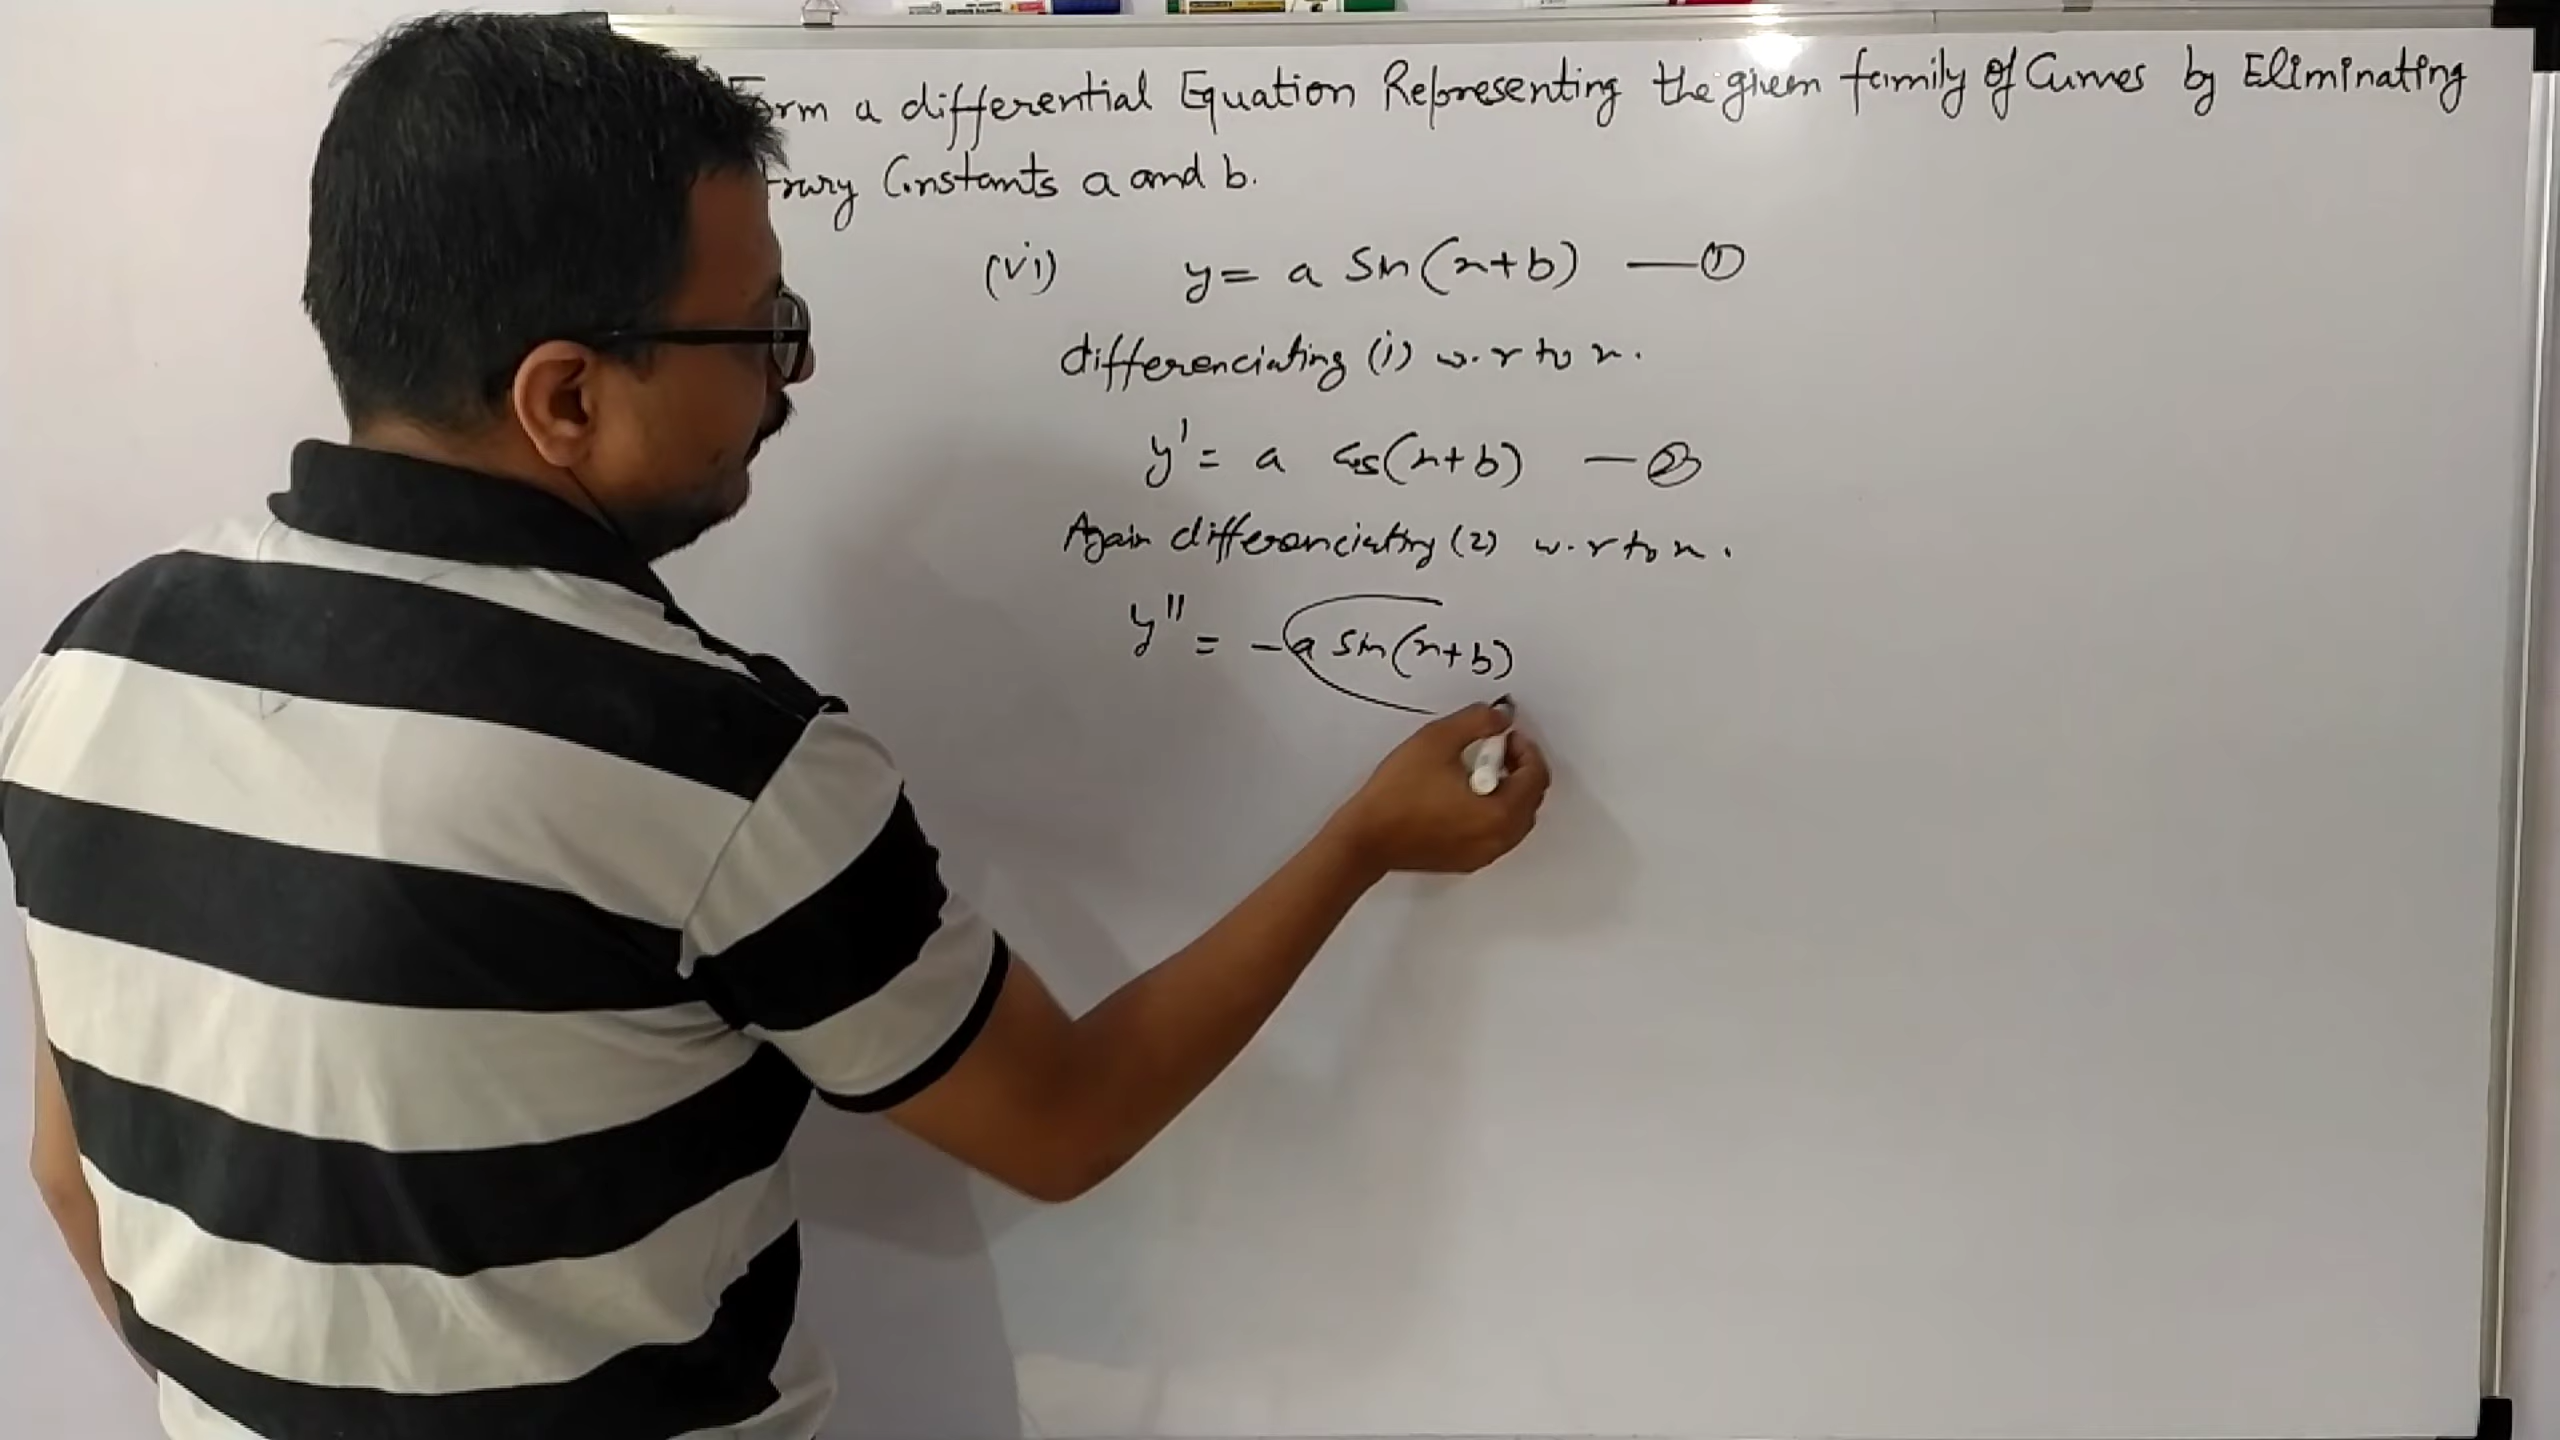 Form a differential Equation Representing the given family of Curves by Eliminating
trary Constants a and b.
(vi) y = a Sin (x+b) — ①
differenciating (i) w.r to x.
y' = a Cos(x+b) — ②
Again differenciating (2) w.r to x.
y" = -a sin(x+b)